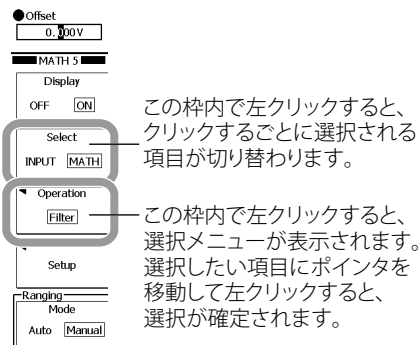 Offset
0.000V
MATH 5
Display
OFF ON
Select
INPUT MATH
Operation
Filter
Setup
Ranging
Mode
Auto Manual
この枠内で左クリックすると、
クリックするごとに選択される
項目が切り替わります。
この枠内で左クリックすると、
選択メニューが表示されます。
選択したい項目にポインタを
移動して左クリックすると、
選択が確定されます。